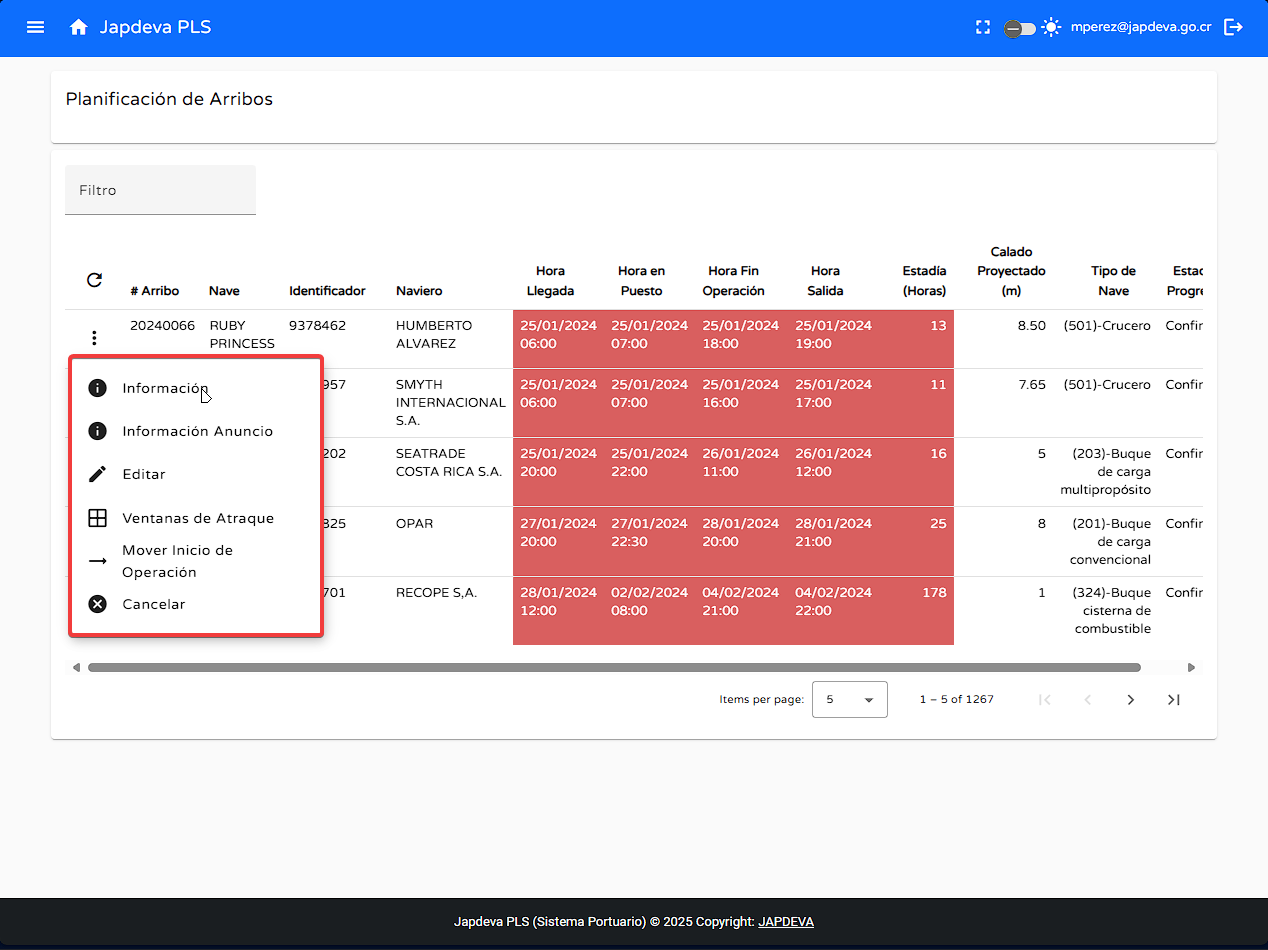 Japdeva PLS
mperez@japdeva.go.cr
Planificación de Arribos
Filtro
# Arribo Nave Identificador Naviero Hora Llegada Hora en Puesto Hora Fin Operación Hora Salida Estadía (Horas) Calado Proyectado (m) Tipo de Nave Estad Progre
20240066 RUBY PRINCESS 9378462 HUMBERTO ALVAREZ 25/01/2024 06:00 25/01/2024 07:00 25/01/2024 18:00 25/01/2024 19:00 13 8.50 (501)-Crucero Confir
957 SMYTH INTERNACIONAL S.A. 25/01/2024 06:00 25/01/2024 07:00 25/01/2024 16:00 25/01/2024 17:00 11 7.65 (501)-Crucero Confir
202 SEATRADE COSTA RICA S.A. 25/01/2024 20:00 25/01/2024 22:00 26/01/2024 11:00 26/01/2024 12:00 16 5 (203)-Buque de carga multipropósito Confir
825 OPAR 27/01/2024 20:00 27/01/2024 22:30 28/01/2024 20:00 28/01/2024 21:00 25 8 (201)-Buque de carga convencional Confir
701 RECOPE S,A. 28/01/2024 12:00 02/02/2024 08:00 04/02/2024 21:00 04/02/2024 22:00 178 1 (324)-Buque cisterna de combustible Confir
Información
Información Anuncio
Editar
Ventanas de Atraque
Mover Inicio de
Operación
Cancelar
Items per page: 5 1 – 5 of 1267
Japdeva PLS (Sistema Portuario) © 2025 Copyright: JAPDEVA